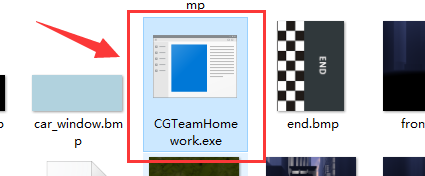 mp
END
p
car_window.bm
p
CGTeamHome
work.exe
end.bmp
fron